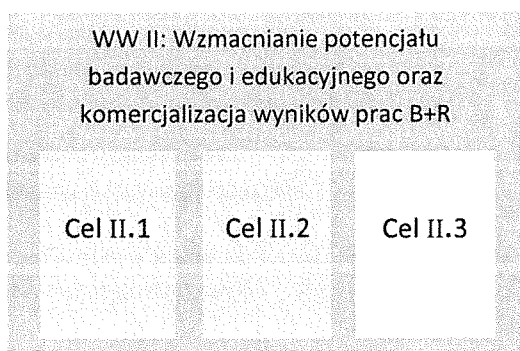 WW II: Wzmacnianie potencjału
badawczego i edukacyjnego oraz
komercjalizacja wyników prac B+R
Cel II.1 Cel II.2 Cel II.3